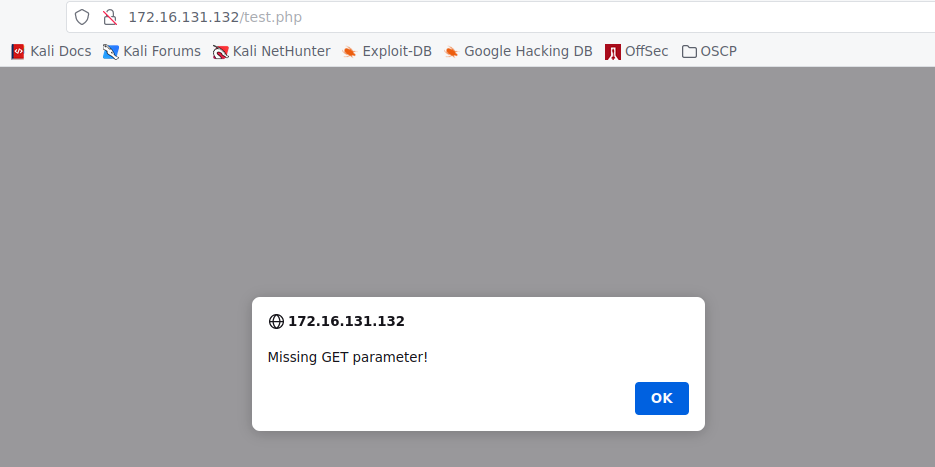 172.16.131.132/test.php
Kali Docs Kali Forums Kali NetHunter Exploit-DB Google Hacking DB OffSec OSCP
172.16.131.132
Missing GET parameter!
OK